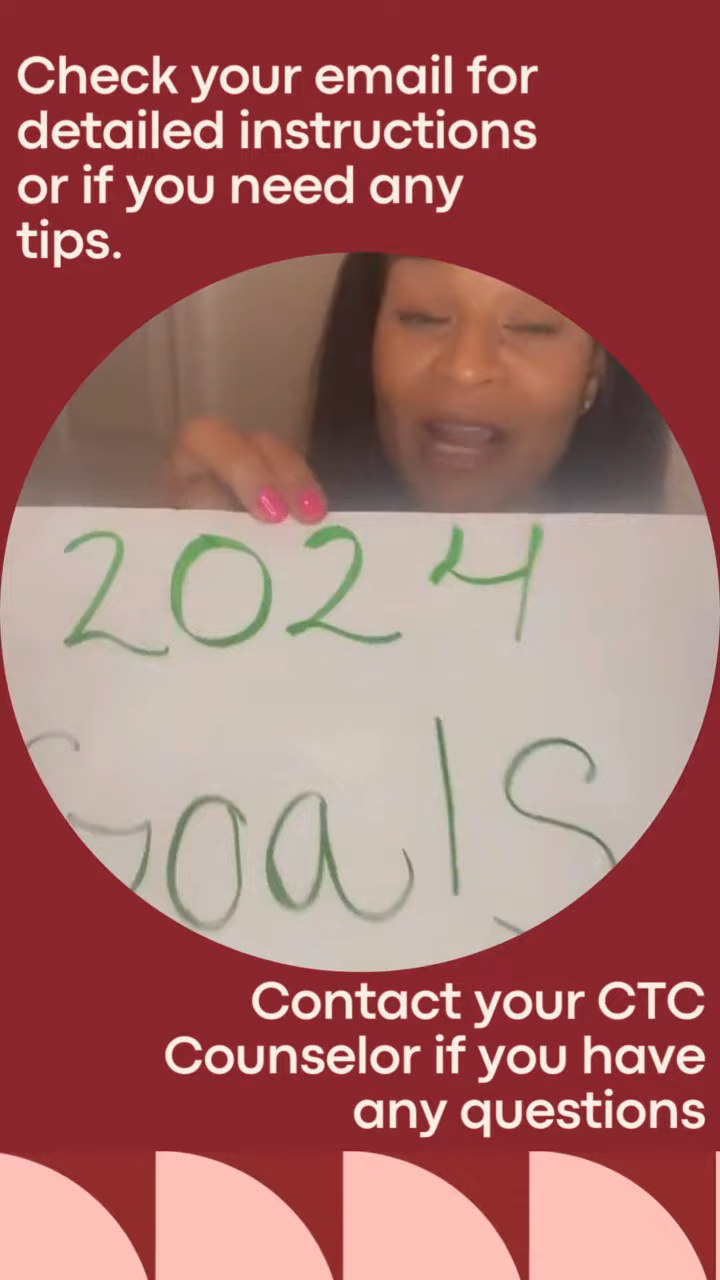 Check your email for
detailed instructions
or if you need any
tips.
2024
Goals
Contact your CTC
Counselor if you have
any questions